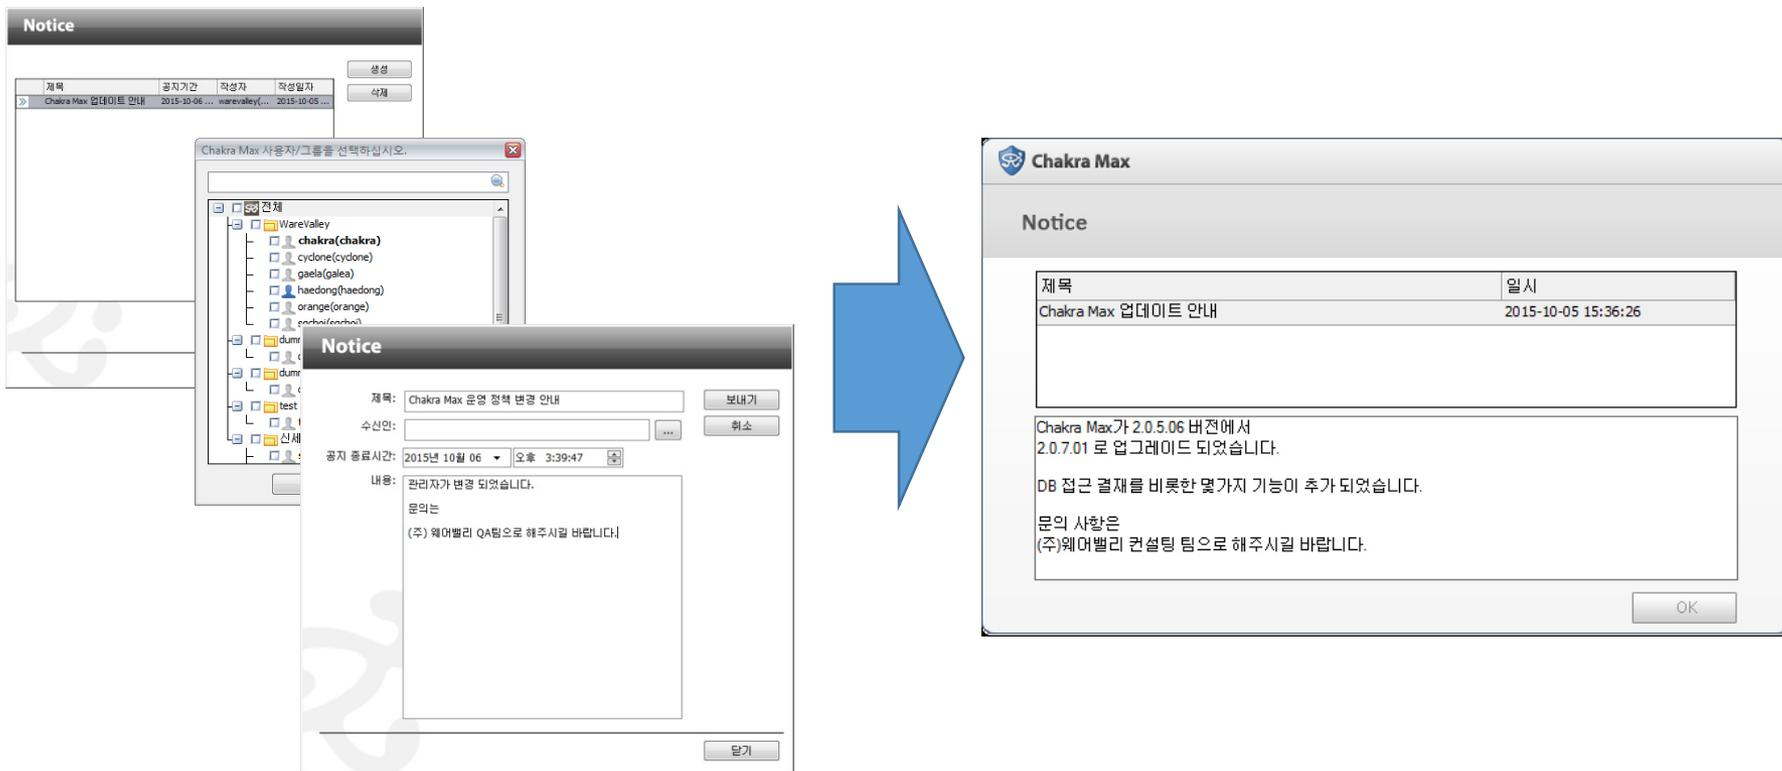 Notice
생성
삭제
제목 공지기간 작성자 작성일자
Chakra Max 업데이트 안내 2015-10-06 ... warevalley(... 2015-10-05 ...
Chakra Max 사용자/그룹을 선택하십시오.
전체
WareValley
chakra(chakra)
cyclone(cyclone)
gaela(galea)
haedong(haedong)
orange(orange)
sgchoi(sgchoi)
dum
dum
test
신세
Notice
제목: Chakra Max 운영 정책 변경 안내
보내기
수신인: ...
취소
공지 종료시간: 2015년 10월 06 오후 3:39:47
내용: 관리자가 변경 되었습니다.
문의는
(주) 웨어밸리 QA팀으로 해주시길 바랍니다.
닫기
Chakra Max
Notice
제목 일시
Chakra Max 업데이트 안내 2015-10-05 15:36:26
Chakra Max가 2.0.5.06 버전에서
2.0.7.01 로 업그레이드 되었습니다.
DB 접근 결재를 비롯한 몇가지 기능이 추가 되었습니다.
문의 사항은
(주)웨어밸리 컨설팅 팀으로 해주시길 바랍니다.
OK